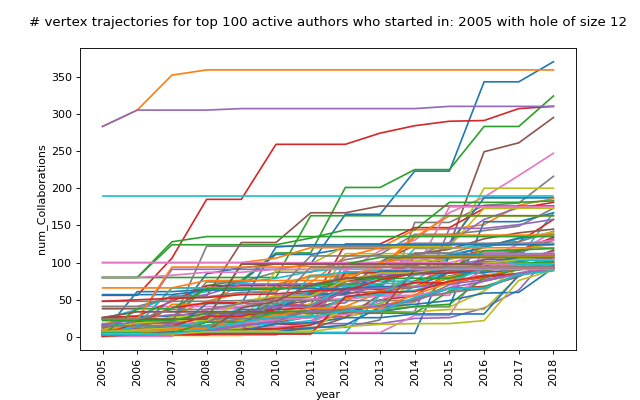 # vertex trajectories for top 100 active authors who started in: 2005 with hole of size 12
350
300
250
200
150
100
50
0
num_Collaborations
2005 2006 2007 2008 2009 2010 2011 2012 2013 2014 2015 2016 2017 2018
year